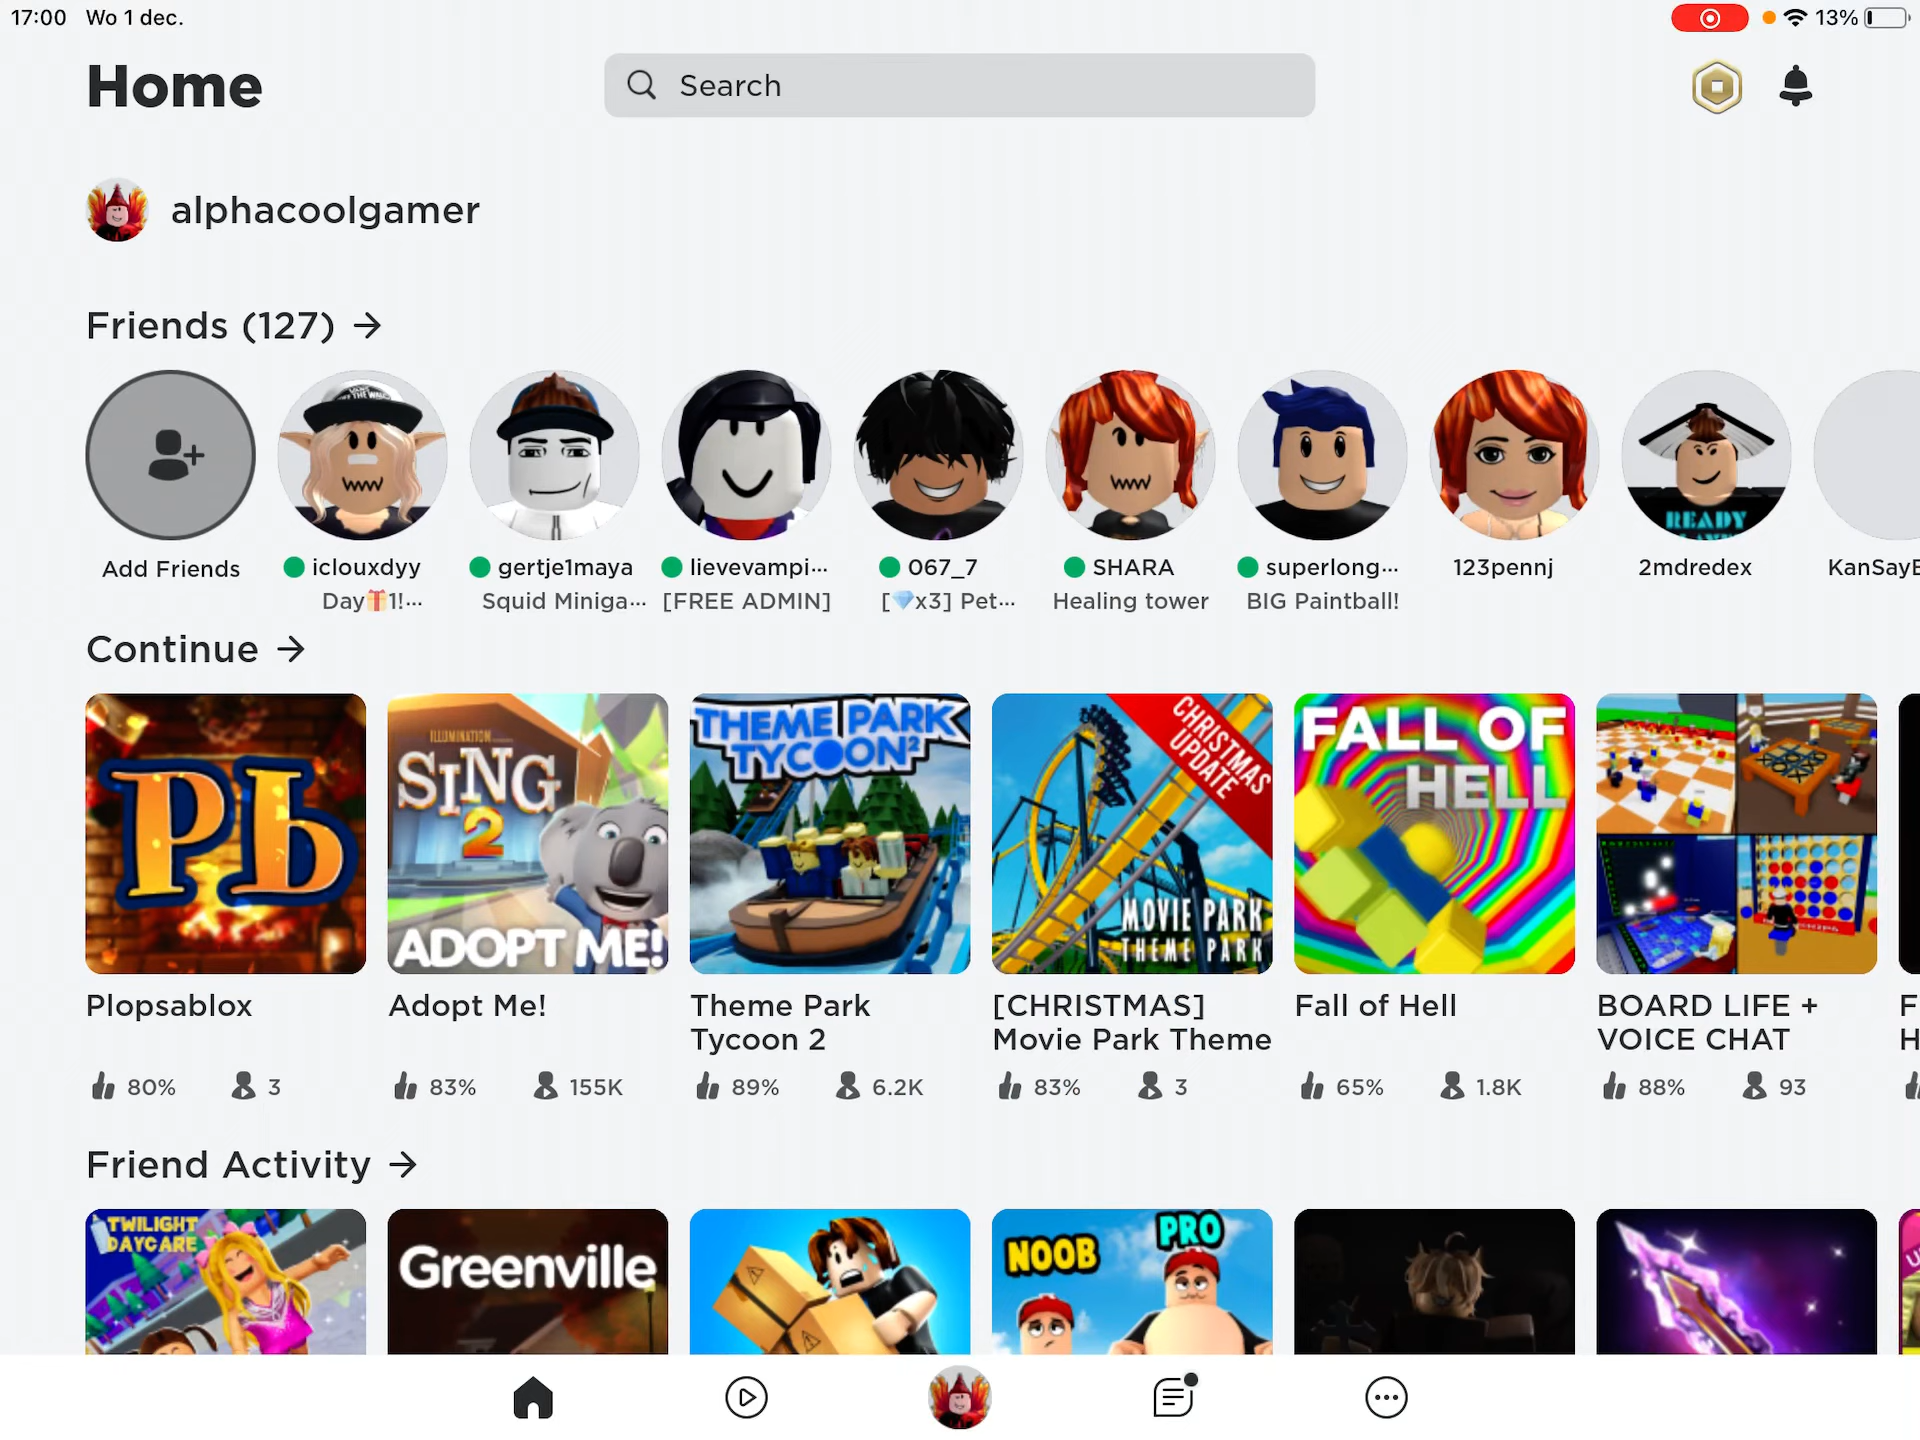 17:00 Wo 1 dec.
13%
Home
Search
alphacoolgamer
Friends (127) →
Add Friends
iclouxdyy
gertje1maya
lievevampi...
067_7
SHARA
superlong...
123pennj
2mdredex
KanSayE
Day🎁1!...
Squid Miniga...
[FREE ADMIN]
[💎x3] Pet...
Healing tower
BIG Paintball!
READY
Continue →
Pb
ILLUMINATION
SING
2
ADOPT ME!
THEME PARK
TYCOON²
CHRISTMAS
UPDATE
MOVIE PARK
THEME PARK
FALL OF
HELL
Plopsablox
Adopt Me!
Theme Park
Tycoon 2
[CHRISTMAS]
Movie Park Theme
Fall of Hell
BOARD LIFE +
VOICE CHAT
F
H
80% 3
83% 155K
89% 6.2K
83% 3
65% 1.8K
88% 93
Friend Activity →
TWILIGHT
DAYCARE
Greenville
NOOB
PRO